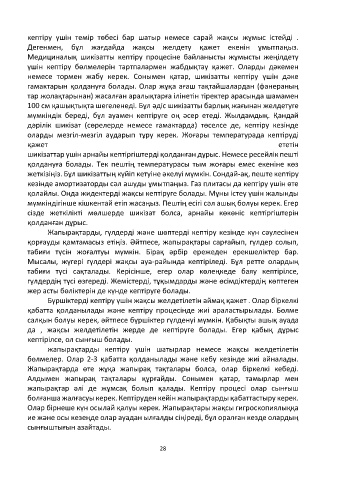 кептіру үшін темір төбесі бар шатыр немесе сарай жақсы жұмыс істейді .
Дегенмен, бұл жағдайда жақсы желдету қажет екенін ұмытпаңыз.
Медициналық шикізатты кептіру процесіне байланысты жұмысты жеңілдету
үшін кептіру бөлмелерін тартпалармен жабдықтау қажет. Оларды дәкемен
немесе тормен жабу керек. Сонымен қатар, шикізатты кептіру үшін дәке
гамактарын қолдануға болады. Олар жұқа ағаш тақтайшалардан (фанераның
тар жолақтарынан) жасалған аралықтарға ілінетін тіректер арасында шамамен
100 см қашықтықта шегеленеді. Бұл әдіс шикізатты барлық жағынан желдетуге
мүмкіндік береді, бұл ауамен кептіруге оң әсер етеді. Жылдамдық. Қандай
дәрілік шикізат (сөрелерде немесе гамактарда) төселсе де, кептіру кезінде
оларды мезгіл-мезгіл аударып туру керек. Жоғары температурада кептіруді
қажет ететін
шикізаттар үшін арнайы кептіргіштерді қолданған дұрыс. Немесе ресейлік пешті
қолдануға болады. Тек пештің температурасы тым жоғары емес екеніне көз
жеткізіңіз. Бұл шикізаттың күйіп кетуіне әкелуі мүмкін. Сондай-ақ, пеште кептіру
кезінде амортизаторды сәл ашуды ұмытпаңыз. Газ плитасы да кептіру үшін өте
қолайлы. Онда жидектерді жақсы кептіруге болады. Мұны істеу үшін жалынды
мүмкіндігінше кішкентай етіп жасаңыз. Пештің есігі сәл ашық болуы керек. Егер
сізде жеткілікті мөлшерде шикізат болса, арнайы көкөніс кептіргіштерін
қолданған дұрыс.
Жапырақтарды, гүлдерді және шөптерді кептіру кезінде күн сәулесінен
қорғауды қамтамасыз етіңіз. Әйтпесе, жапырақтары сарғайып, гүлдер солып,
табиғи түсін жоғалтуы мүмкін. Бірақ әрбір ережеден ерекшеліктер бар.
Мысалы, жүгері гүлдері жақсы ауа-райында кептіріледі. Бұл ретте олардың
табиғи түсі сақталады. Керісінше, егер олар көлеңкеде баяу кептірілсе,
гүлдердің түсі өзгереді. Жемістерді, тұқымдарды және өсімдіктердің көптеген
жер асты бөліктерін де күнде кептіруге болады.
Бүршіктерді кептіру үшін жақсы желдетілетін аймақ қажет . Олар біркелкі
қабатта қолданылады және кептіру процесінде жиі араластырылады. Бөлме
салқын болуы керек, әйтпесе бүршіктер гүлденуі мүмкін. Қабықты ашық ауада
да , жақсы желдетілетін жерде де кептіруге болады. Егер қабық дұрыс
кептірілсе, ол сынғыш болады.
жапырақтарды кептіру үшін шатырлар немесе жақсы желдетілетін
бөлмелер. Олар 2-3 қабатта қолданылады және кебу кезінде жиі айналады.
Жапырақтарда өте жұқа жапырақ тақталары болса, олар біркелкі кебеді.
Алдымен жапырақ тақталары құрғайды. Сонымен қатар, тамырлар мен
жапырақтар әлі де жұмсақ болып қалады. Кептіру процесі олар сынғыш
болғанша жалғасуы керек. Кептіруден кейін жапырақтарды қабаттастыру керек.
Олар бірнеше күн осылай қалуы керек. Жапырақтары жақсы гигроскопиялыққа
ие және осы кезеңде олар ауадан ылғалды сіңіреді, бұл оралған кезде олардың
сынғыштығын азайтады.
28